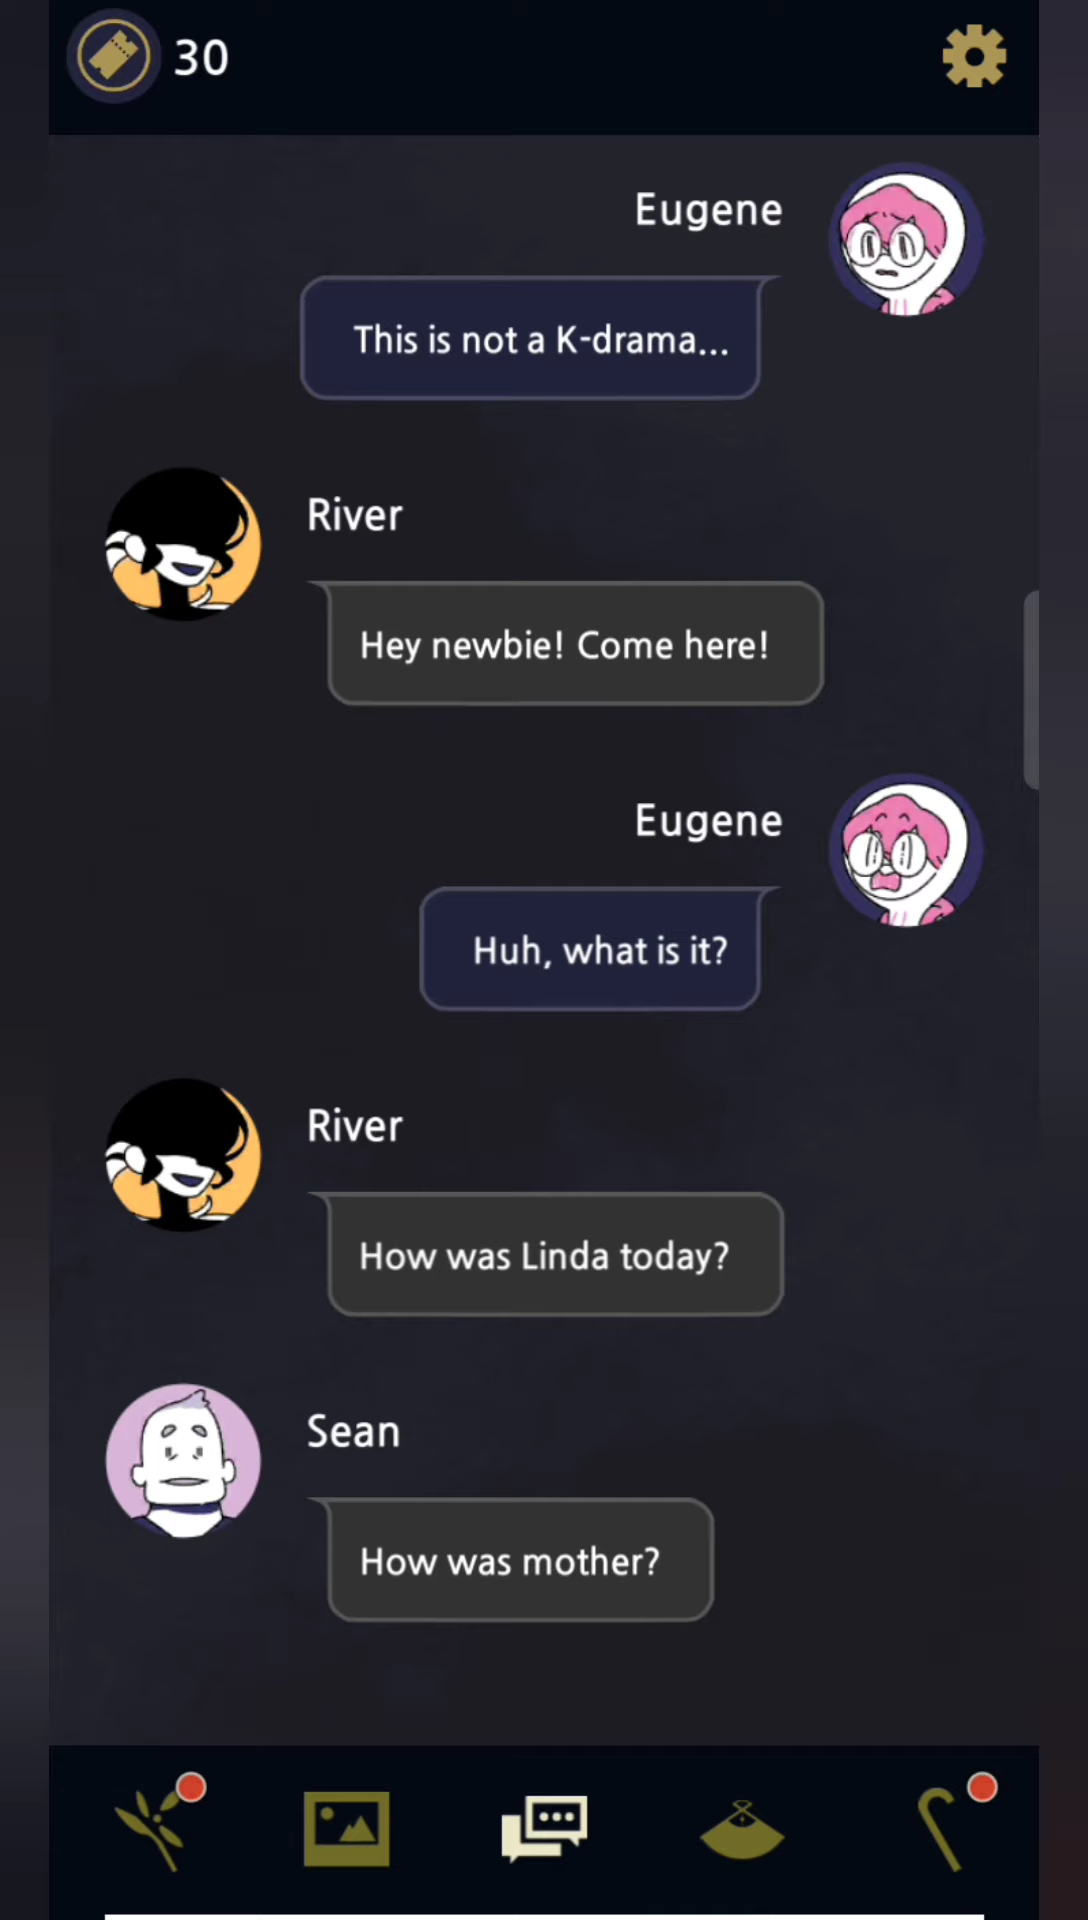 30
Eugene
This is not a K-drama...
River
Hey newbie! Come here!
Eugene
Huh, what is it?
River
How was Linda today?
Sean
How was mother?